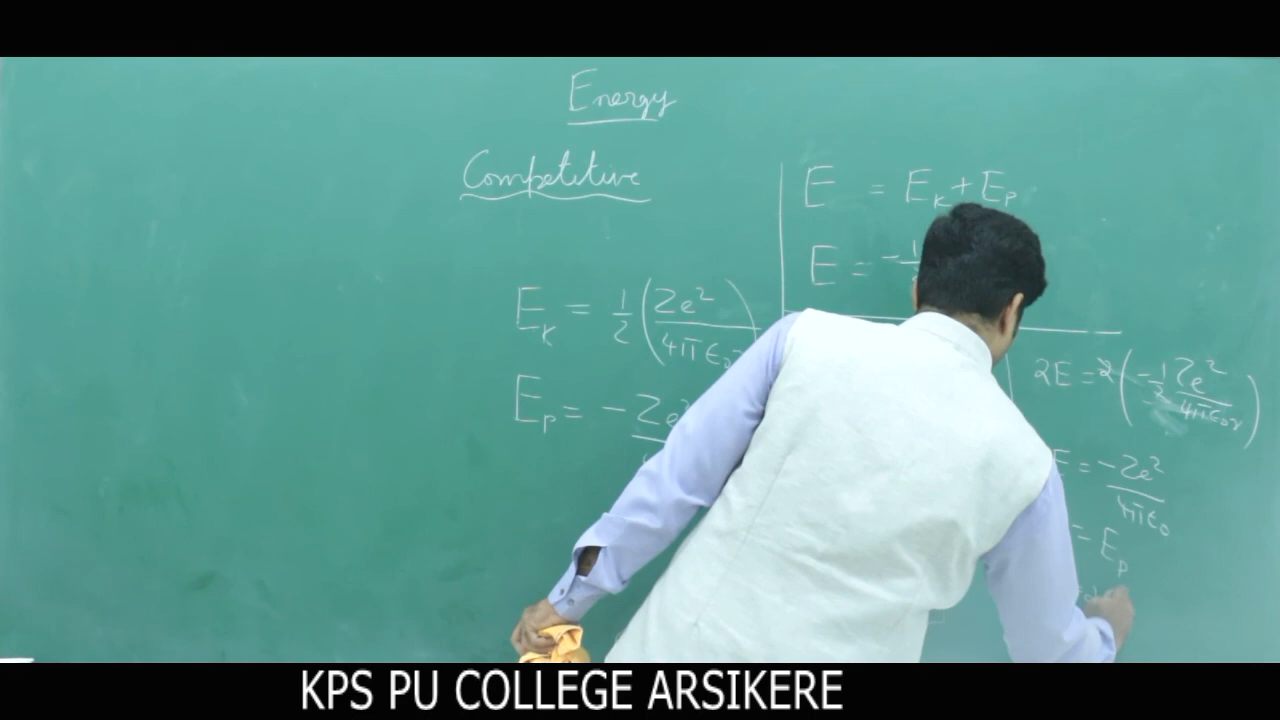 Energy
Competitive
E = E_K + E_P
E = -1
E_K = 1/2 (Ze²/4πε₀
E_P = -Ze
2E = 2(-1/2 Ze²/4πε₀r)
E = -Ze²/4πε₀
= E_P
KPS PU COLLEGE ARSIKERE